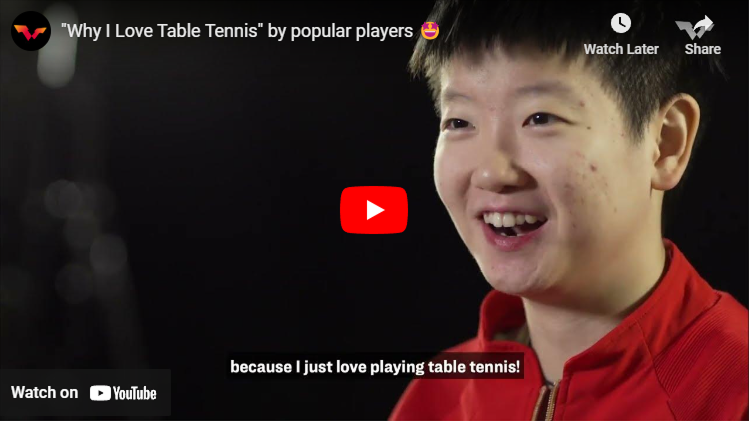 "Why I Love Table Tennis" by popular players 🤩
Watch Later
Share
because I just love playing table tennis!
Watch on YouTube